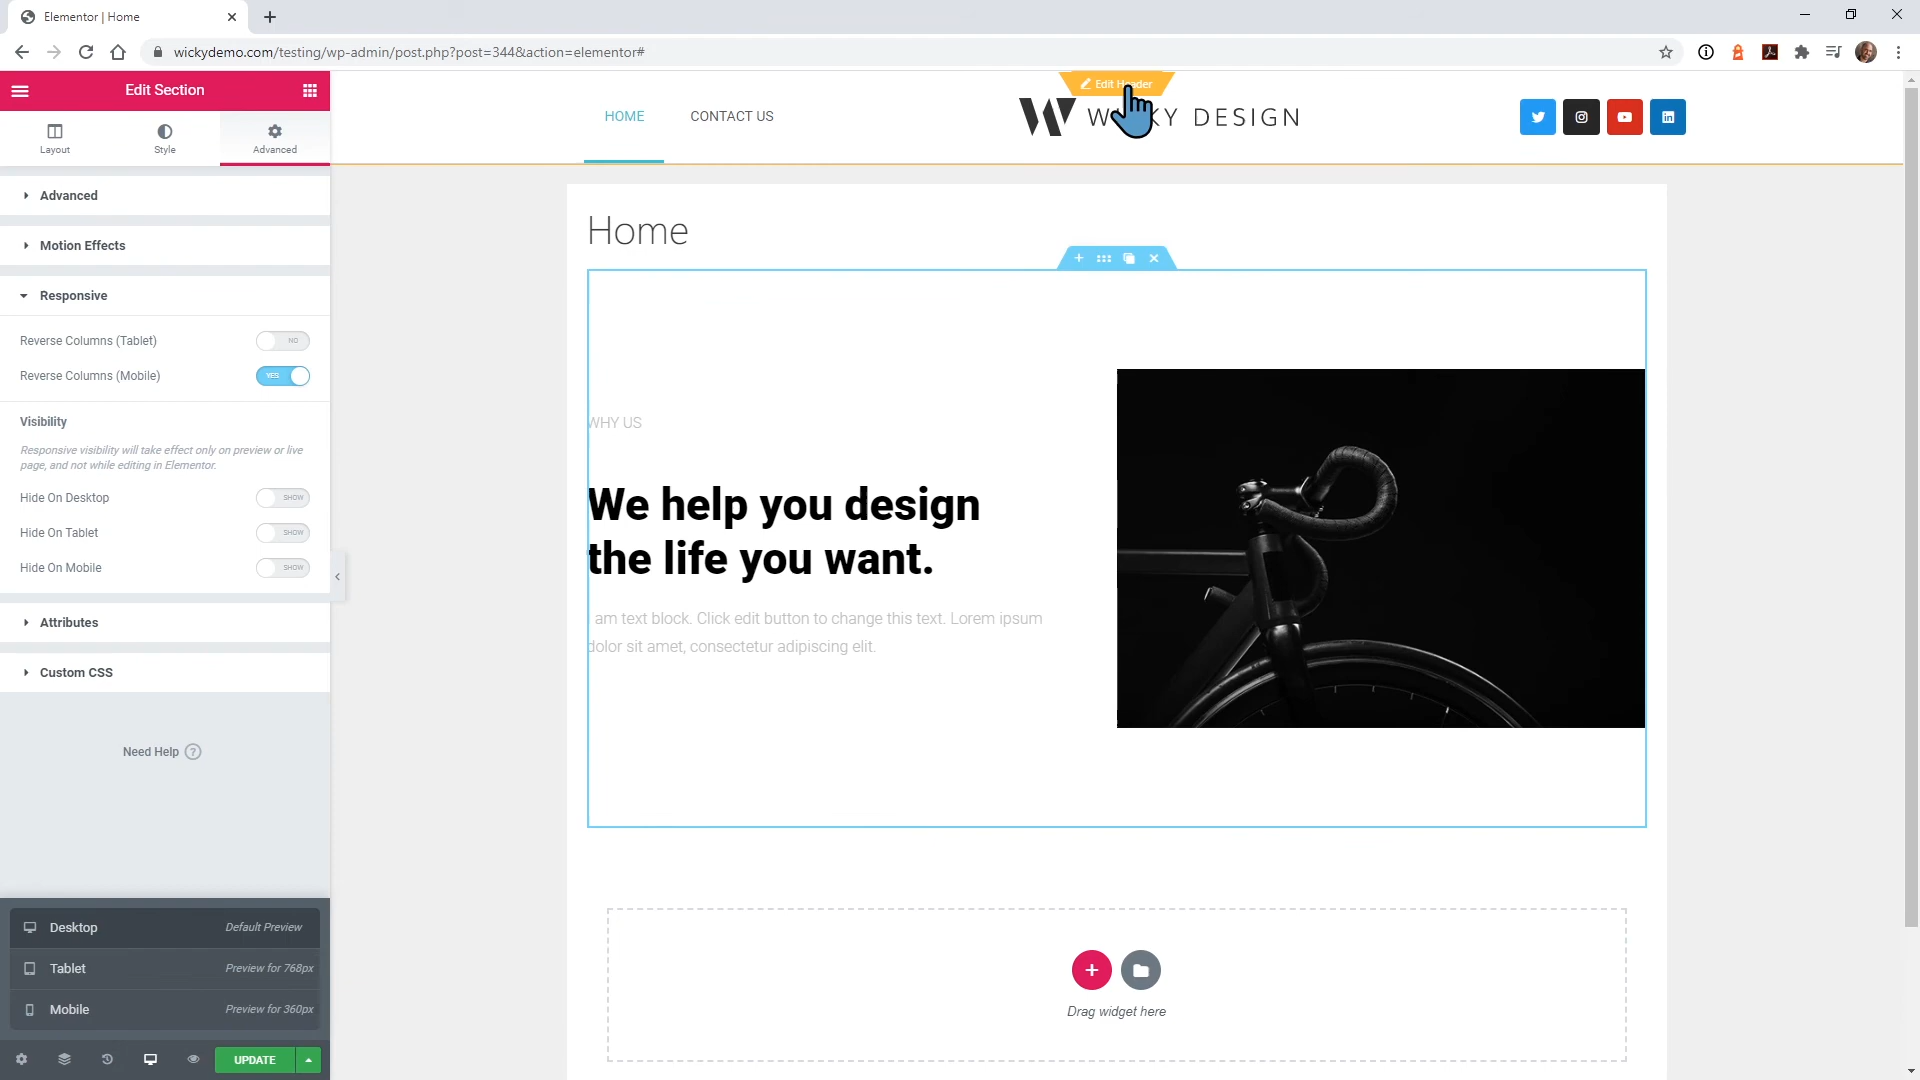 Elementor | Home
wickydemo.com/testing/wp-admin/post.php?post=344&action=elementor#
Edit Section
Layout
Style
Advanced
Advanced
Motion Effects
Responsive
Reverse Columns (Tablet)
NO
Reverse Columns (Mobile)
YES
Visibility
Responsive visibility will take effect only on preview or live
page, and not while editing in Elementor.
Hide On Desktop
SHOW
Hide On Tablet
SHOW
Hide On Mobile
SHOW
Attributes
Custom CSS
Need Help ?
Desktop
Default Preview
Tablet
Preview for 768px
Mobile
Preview for 360px
UPDATE
Edit Header
HOME
CONTACT US
DESIGN
Home
WHY US
We help you design
the life you want.
am text block. Click edit button to change this text. Lorem ipsum
dolor sit amet, consectetur adipiscing elit.
Drag widget here